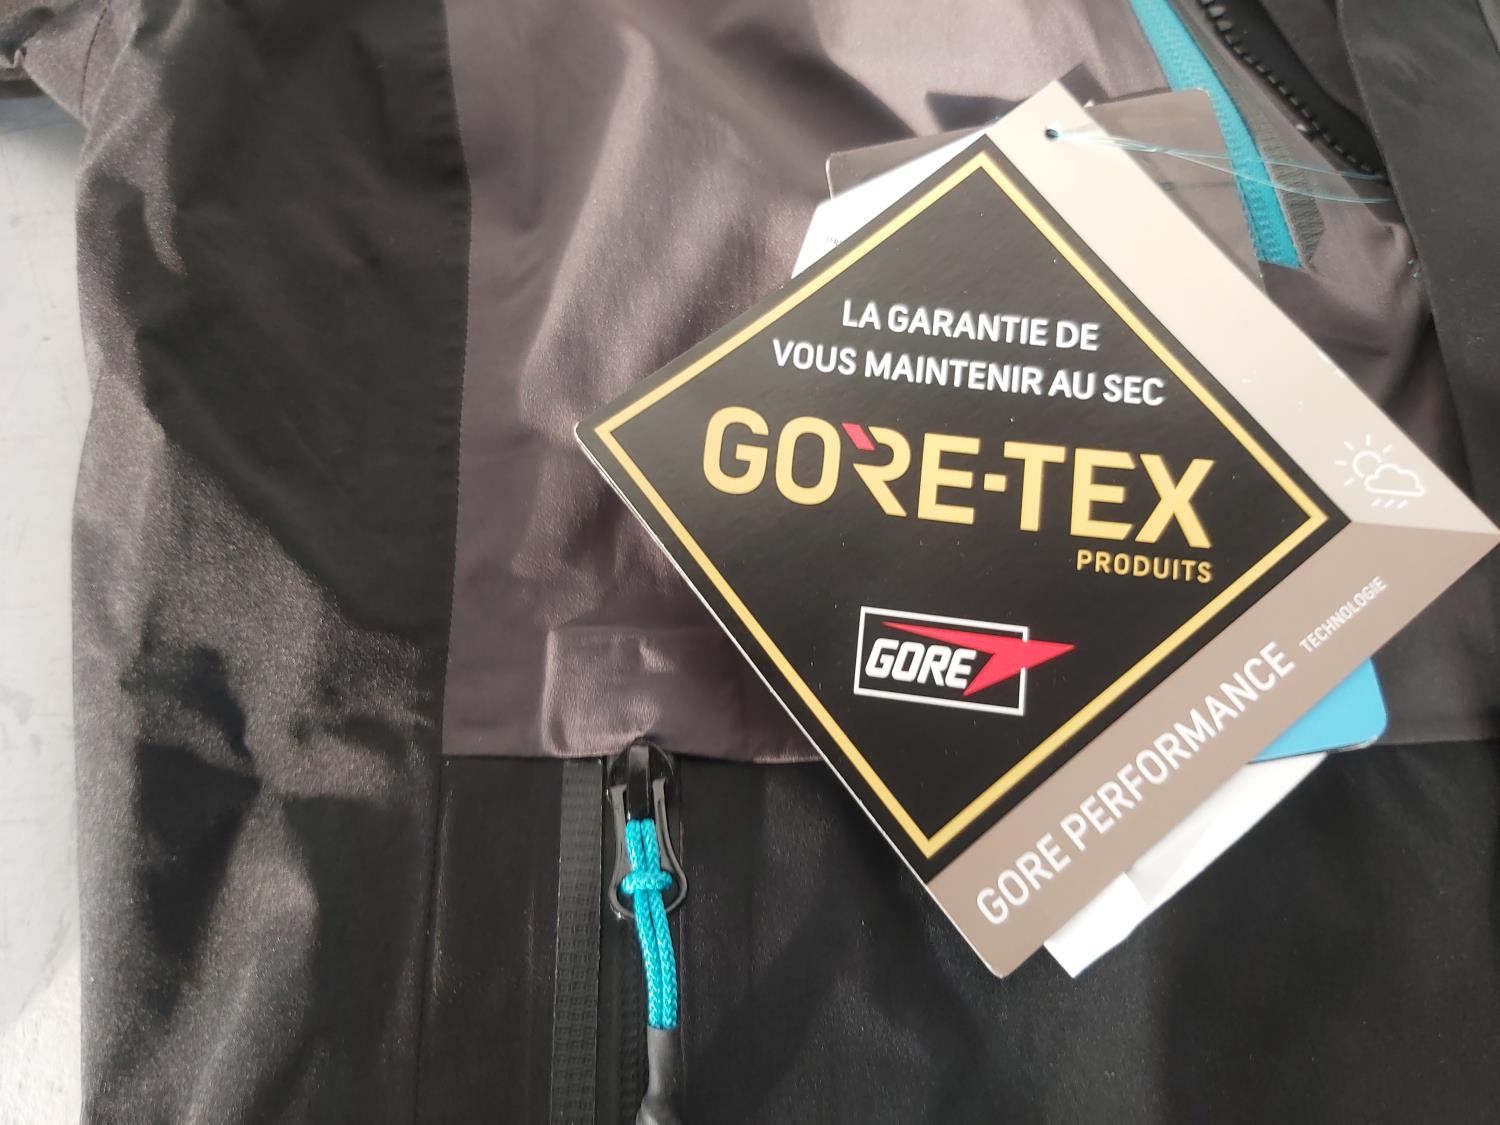 LA GARANTIE DE
VOUS MAINTENIR AU SEC
GORE-TEX
PRODUITS
GORE
GORE PERFORMANCE TECHNOLOGIE